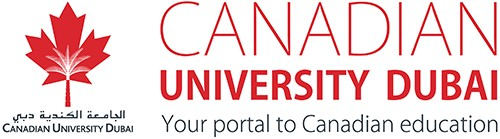 الجامعة الكندية دبي
CANADIAN UNIVERSITY DUBAI
CANADIAN
UNIVERSITY DUBAI
Your portal to Canadian education